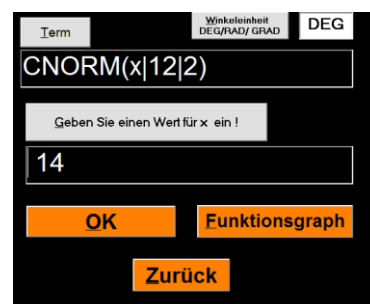 Term
Winkeleinheit
DEG/RAD/ GRAD
DEG
CNORM(x|12|2)
Geben Sie einen Wert für x ein !
14
OK
Funktionsgraph
Zurück